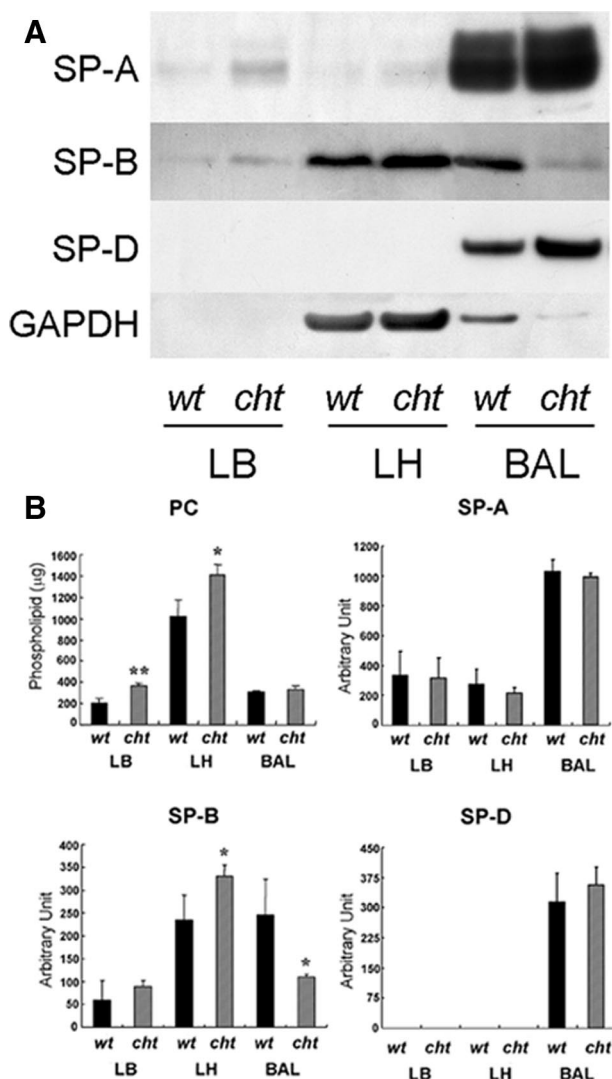 A
SP-A
SP-B
SP-D
GAPDH
wt cht wt cht wt cht
LB LH BAL
B
PC
Phospholipid (µg)
1600
1400
1200
1000
800
600
400
200
0
** *
wt cht wt cht wt cht
LB LH BAL
SP-A
Arbitrary Unit
1200
1000
800
600
400
200
0
wt cht wt cht wt cht
LB LH BAL
SP-B
Arbitrary Unit
400
350
300
250
200
150
100
50
0
* *
wt cht wt cht wt cht
LB LH BAL
SP-D
Arbitrary Unit
450
375
300
225
150
75
0
wt cht wt cht wt cht
LB LH BAL